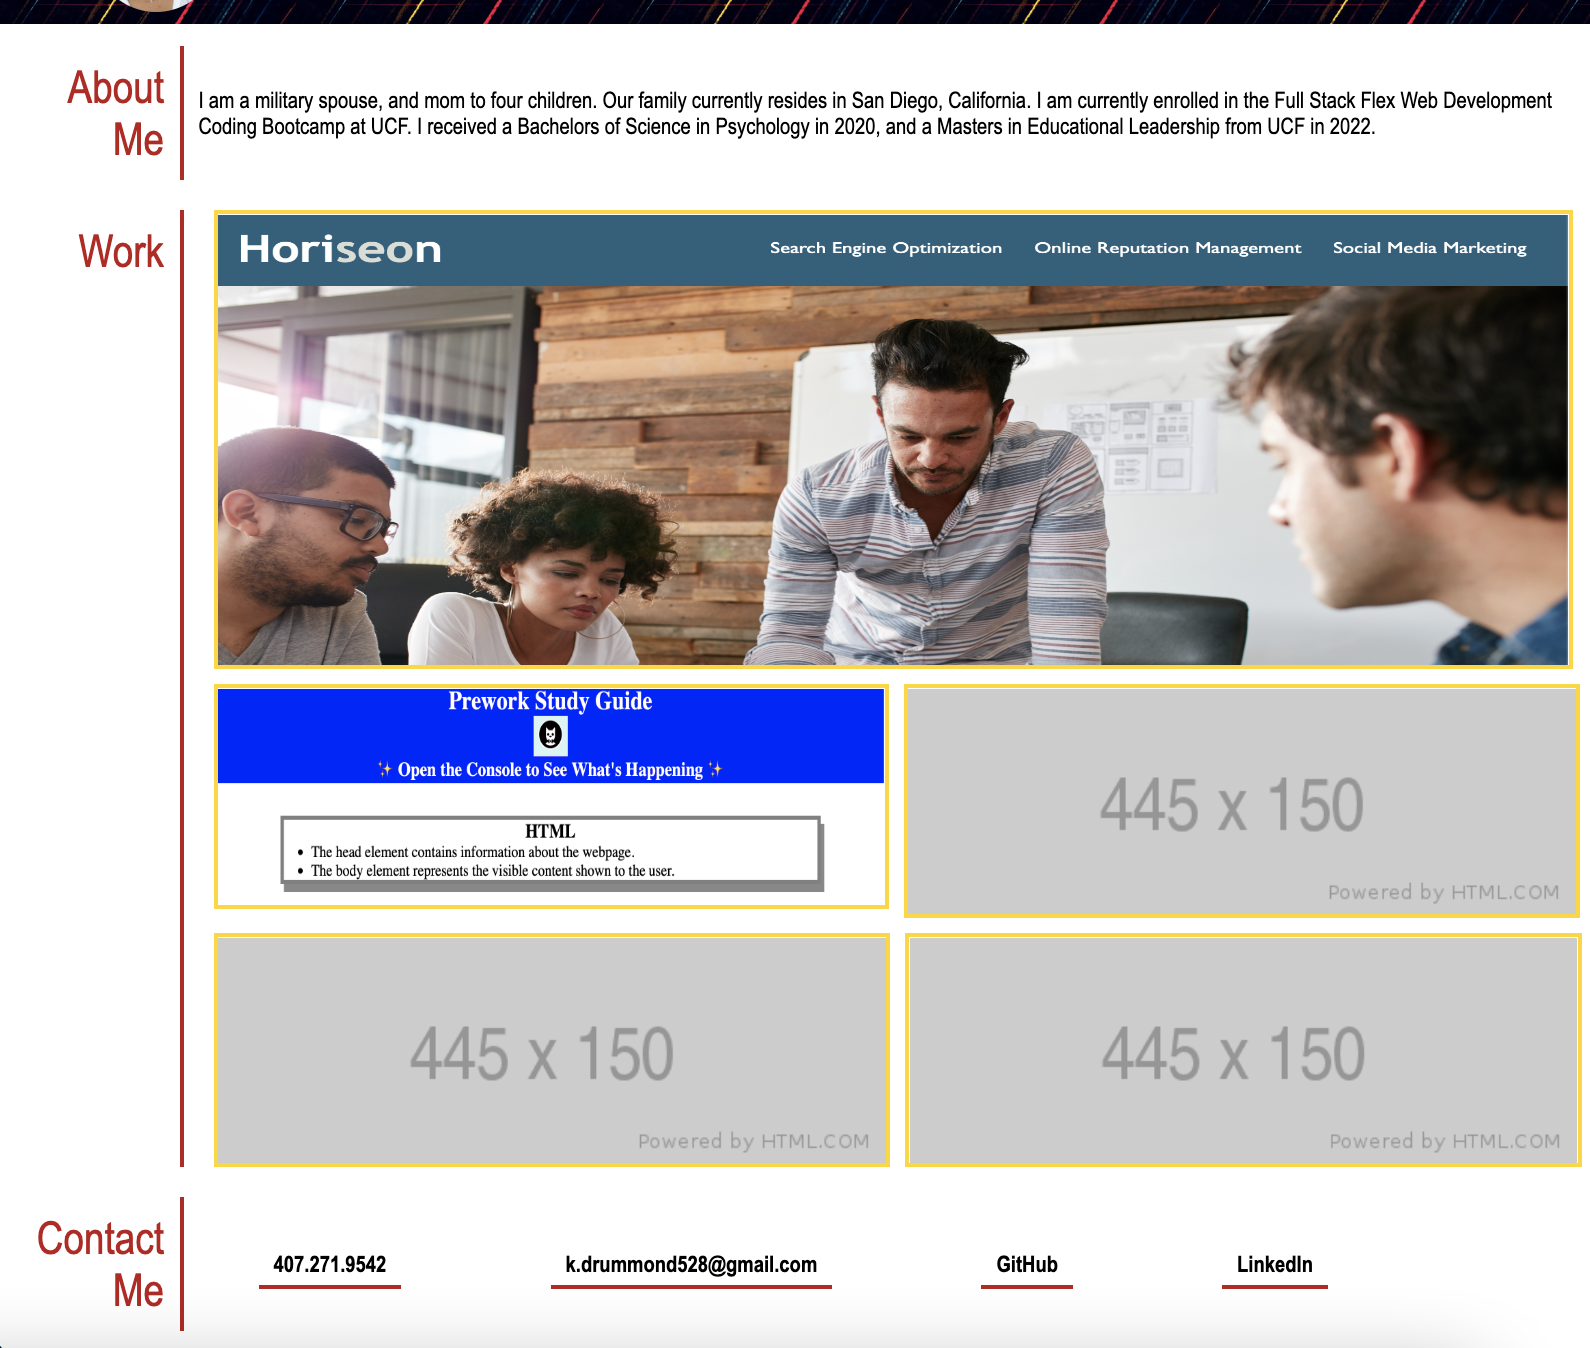 About
Me
I am a military spouse, and mom to four children. Our family currently resides in San Diego, California. I am currently enrolled in the Full Stack Flex Web Development
Coding Bootcamp at UCF. I received a Bachelors of Science in Psychology in 2020, and a Masters in Educational Leadership from UCF in 2022.
Work
Horiseon
Search Engine Optimization
Online Reputation Management
Social Media Marketing
Prework Study Guide
✨ Open the Console to See What's Happening ✨
HTML
• The head element contains information about the webpage.
• The body element represents the visible content shown to the user.
445 x 150
Powered by HTML.COM
445 x 150
Powered by HTML.COM
445 x 150
Powered by HTML.COM
Contact
Me
407.271.9542
k.drummond528@gmail.com
GitHub
LinkedIn